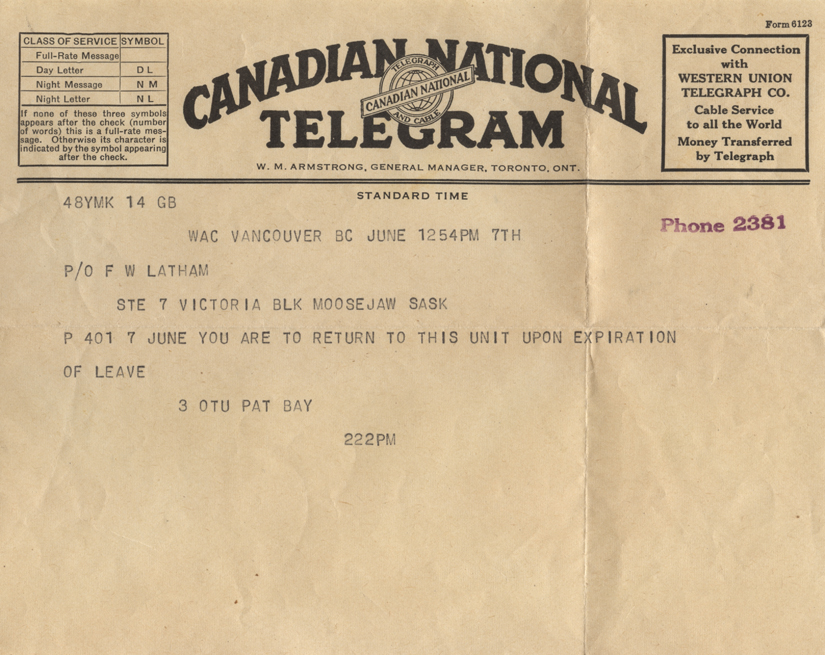 Form 6123
CLASS OF SERVICE SYMBOL
Full-Rate Message
Day Letter D L
Night Message N M
Night Letter N L
If none of these three symbols
appears after the check (number
of words) this is a full-rate mes-
sage. Otherwise its character is
indicated by the symbol appearing
after the check.
CANADIAN NATIONAL
TELEGRAPH
CANADIAN NATIONAL
AND CABLE
TELEGRAM
W. M. ARMSTRONG, GENERAL MANAGER, TORONTO, ONT.
Exclusive Connection
with
WESTERN UNION
TELEGRAPH CO.
Cable Service
to all the World
Money Transferred
by Telegraph
STANDARD TIME
48YMK 14 GB
Phone 2381
WAC VANCOUVER BC JUNE 1254PM 7TH
P/O F W LATHAM
STE 7 VICTORIA BLK MOOSEJAW SASK
P 401 7 JUNE YOU ARE TO RETURN TO THIS UNIT UPON EXPIRATION
OF LEAVE
3 OTU PAT BAY
222PM